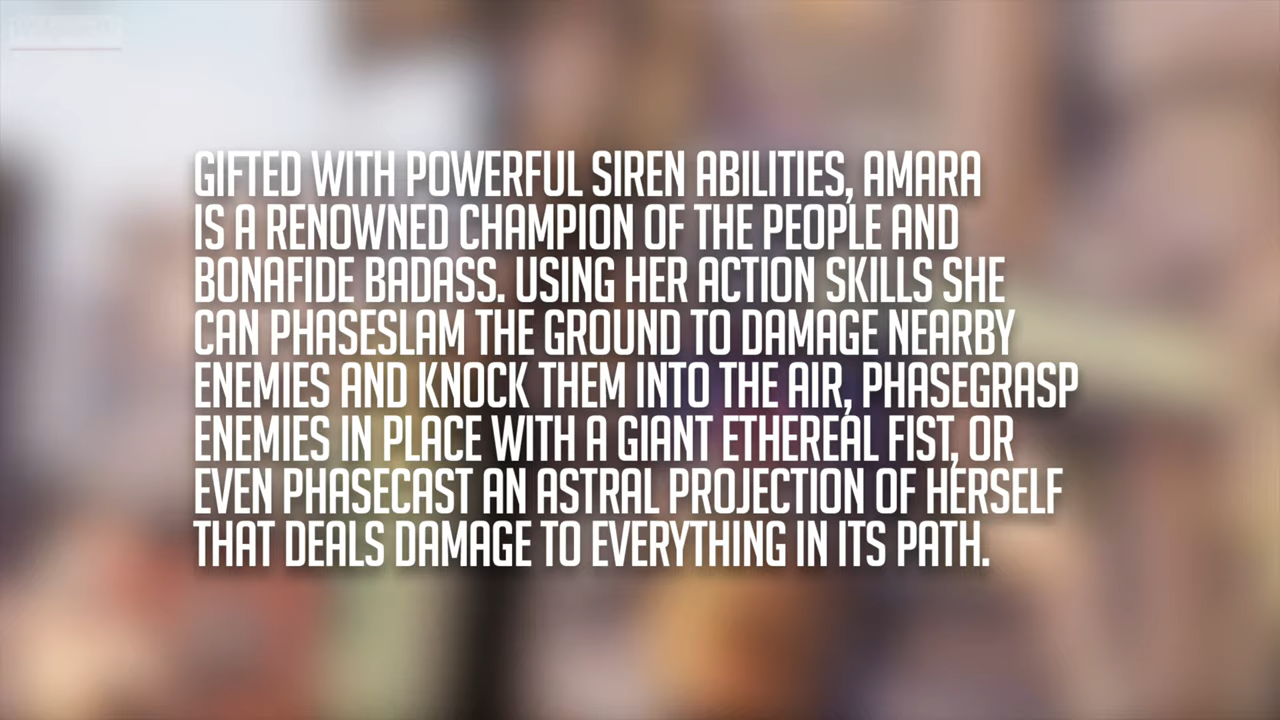 GIFTED WITH POWERFUL SIREN ABILITIES, AMARA
IS A RENOWNED CHAMPION OF THE PEOPLE AND
BONAFIDE BADASS. USING HER ACTION SKILLS SHE
CAN PHASESLAM THE GROUND TO DAMAGE NEARBY
ENEMIES AND KNOCK THEM INTO THE AIR, PHASEGRASP
ENEMIES IN PLACE WITH A GIANT ETHEREAL FIST, OR
EVEN PHASECAST AN ASTRAL PROJECTION OF HERSELF
THAT DEALS DAMAGE TO EVERYTHING IN ITS PATH.